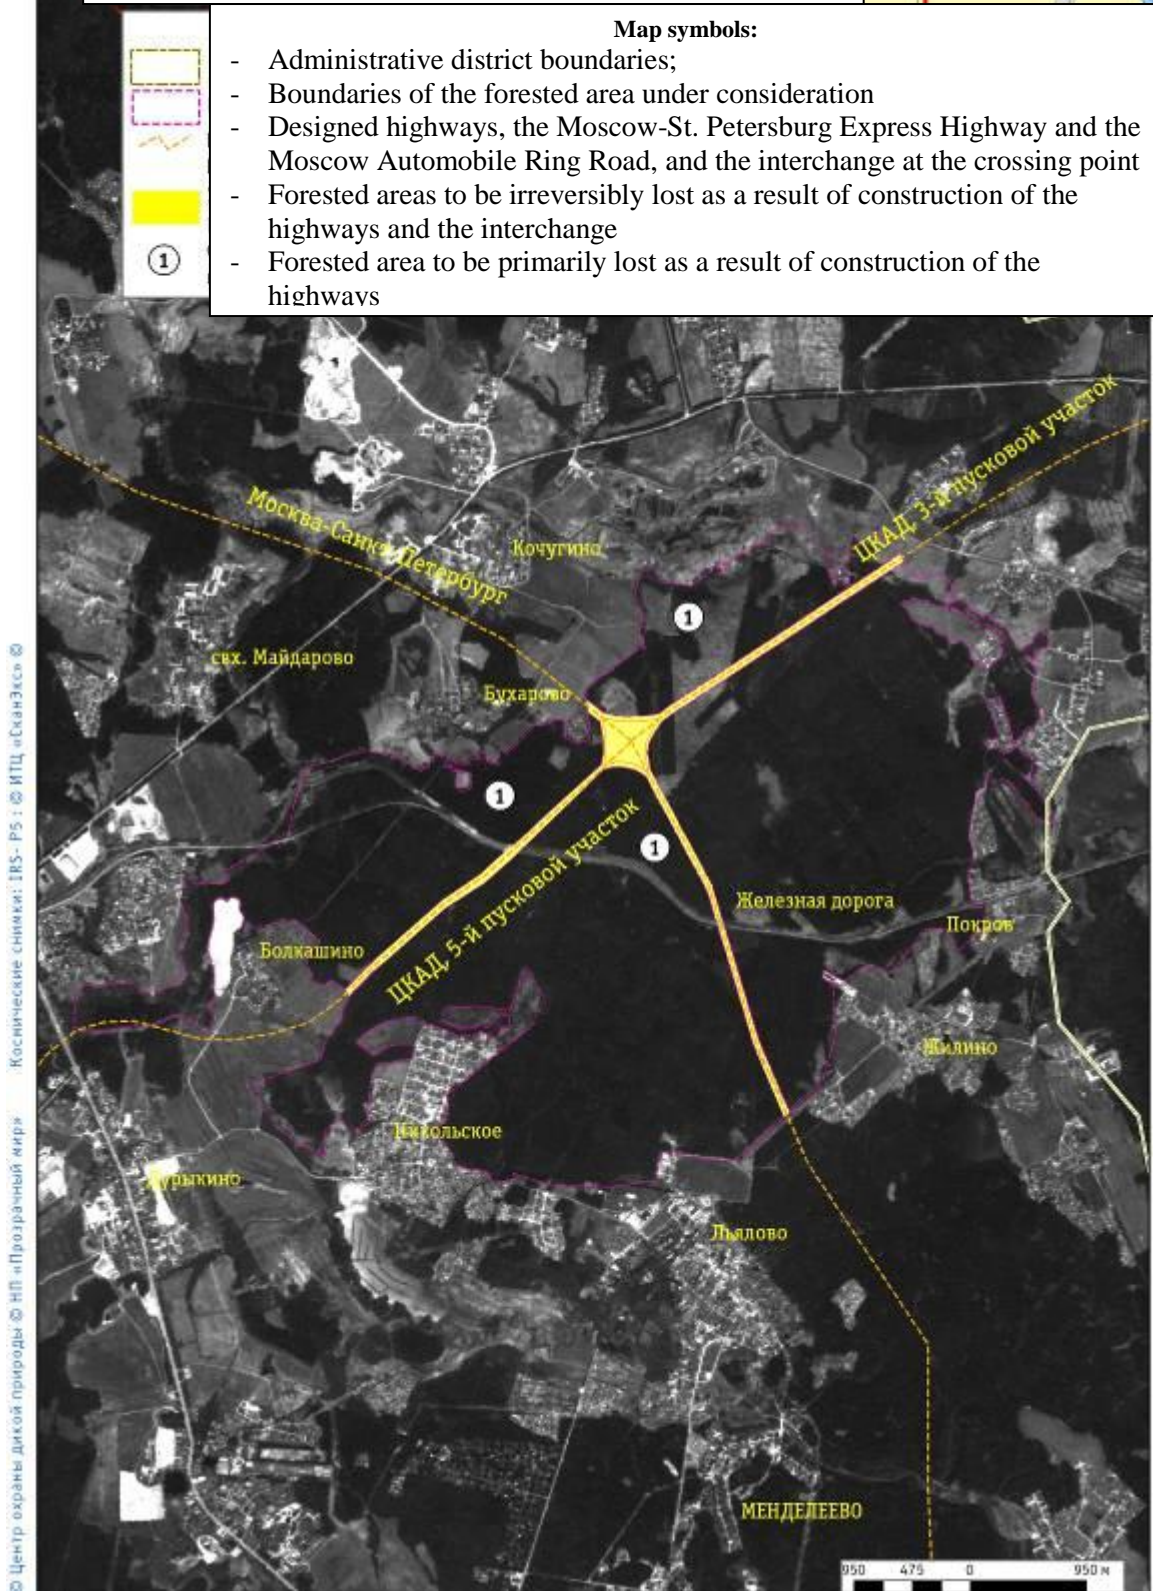 Map symbols:
- Administrative district boundaries;
- Boundaries of the forested area under consideration
- Designed highways, the Moscow-St. Petersburg Express Highway and the
Moscow Automobile Ring Road, and the interchange at the crossing point
- Forested areas to be irreversibly lost as a result of construction of the
highways and the interchange
1
- Forested area to be primarily lost as a result of construction of the
highways
ЦКАД, 3-й пусковой участок
Москва-Санкт-Петербург
Кочугино
1
свх. Майдарово
Бухарово
1
1
ЦКАД, 5-й пусковой участок
Железная дорога
Покров
Болкашино
Жилино
Никольское
Дурыкино
Льялово
МЕНДЕЛЕЕВО
950 475 0 950 м
© Центр охраны дикой природы © НП «Прозрачный мир» Космические снимки: IRS- P5 : © ИТЦ «СканЭкс» ©